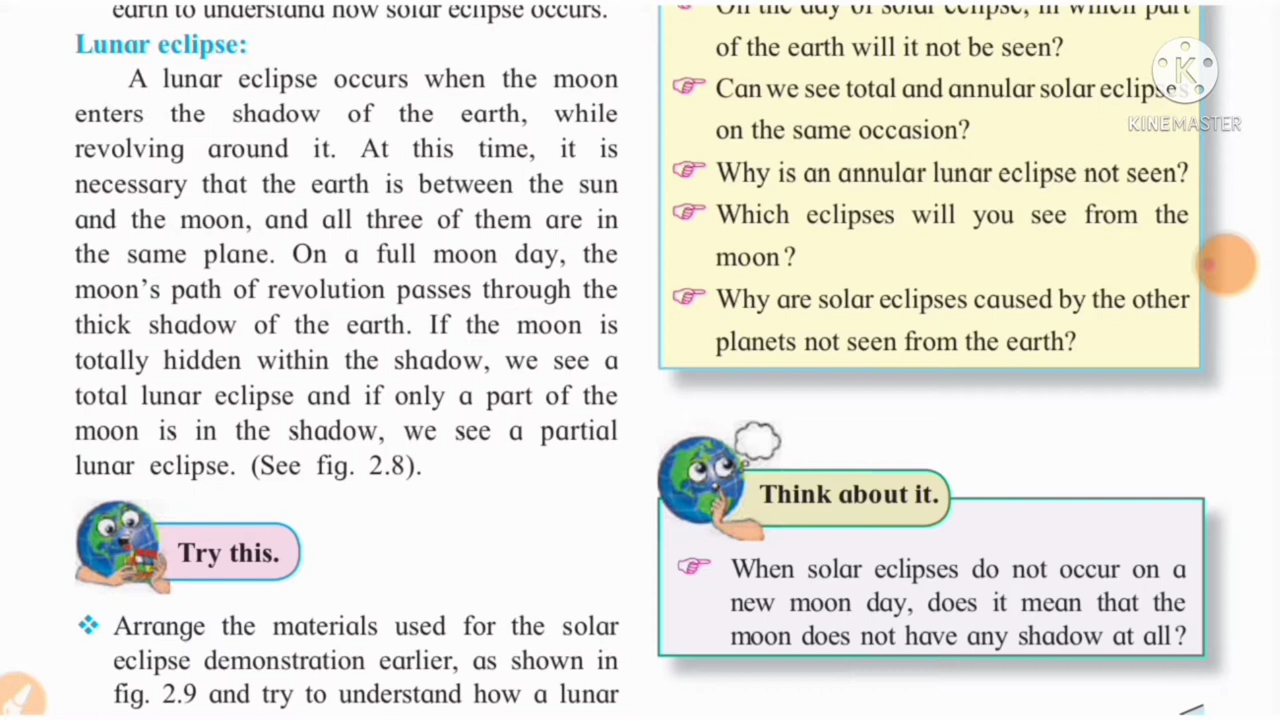 earth to understand how solar eclipse occurs.
Lunar eclipse:
A lunar eclipse occurs when the moon
enters the shadow of the earth, while
revolving around it. At this time, it is
necessary that the earth is between the sun
and the moon, and all three of them are in
the same plane. On a full moon day, the
moon's path of revolution passes through the
thick shadow of the earth. If the moon is
totally hidden within the shadow, we see a
total lunar eclipse and if only a part of the
moon is in the shadow, we see a partial
lunar eclipse. (See fig. 2.8).
Try this.
Arrange the materials used for the solar
eclipse demonstration earlier, as shown in
fig. 2.9 and try to understand how a lunar
On the day of solar eclipse, in which part
of the earth will it not be seen?
Can we see total and annular solar eclipses
on the same occasion?
Why is an annular lunar eclipse not seen?
Which eclipses will you see from the
moon?
Why are solar eclipses caused by the other
planets not seen from the earth?
Think about it.
When solar eclipses do not occur on a
new moon day, does it mean that the
moon does not have any shadow at all?
K
KINEMASTER